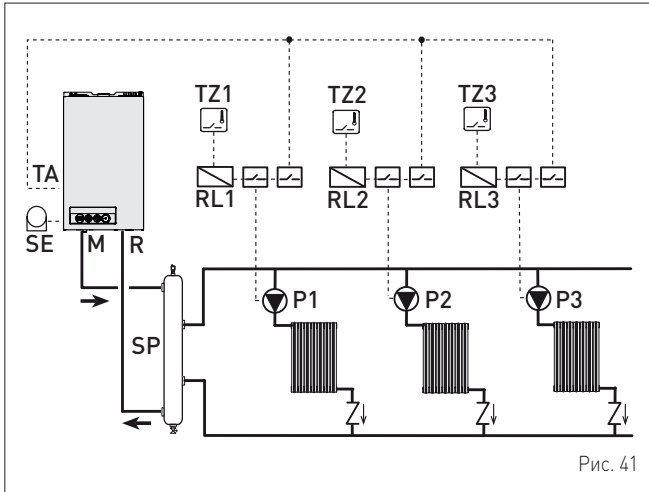 TZ1 TZ2 TZ3
TA
RL1 RL2 RL3
SE M R
P1 P2 P3
SP
Рис. 41